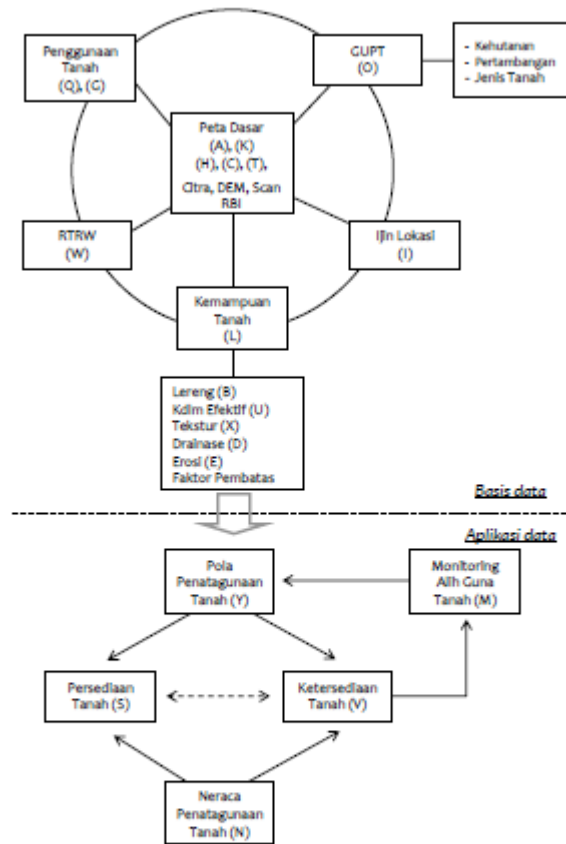 Penggunaan
Tanah
(Q), (G)
GUPT
(O)
- Kehutanan
- Pertambangan
- Jenis Tanah
Peta Dasar
(A), (K)
(H), (C), (T),
Citra, DEM, Scan
RBI
RTRW
(W)
Ijin Lokasi
(I)
Kemampuan
Tanah
(L)
Lereng (B)
Kdlm Efektif (U)
Tekstur (X)
Drainase (D)
Erosi (E)
Faktor Pembatas
Basis data
Aplikasi data
Pola
Penatagunaan
Tanah (Y)
Monitoring
Alih Guna
Tanah (M)
Persediaan
Tanah (S)
Ketersediaan
Tanah (V)
Neraca
Penatagunaan
Tanah (N)